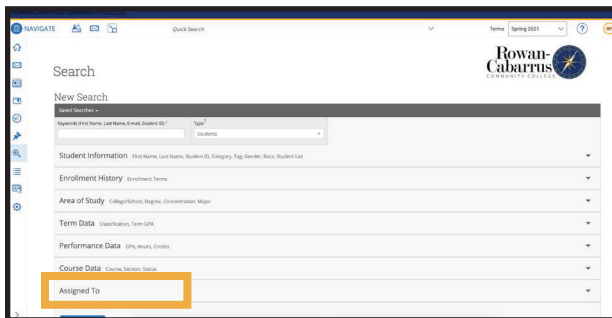 NAVIGATE Quick Search Terms Spring 2021 ?
Rowan-
Cabarrus
COMMUNITY COLLEGE
Search
New Search
Saved Searches
Keywords (First Name, Last Name, E-mail, Student ID) ? Type ?
Students
Student Information First Name, Last Name, Student ID, Category, Tag, Gender, Race, Student List
Enrollment History Enrollment Terms
Area of Study College/School, Degree, Concentration, Major
Term Data Classification, Term GPA
Performance Data GPA, Hours, Credits
Course Data Course, Section, Status
Assigned To